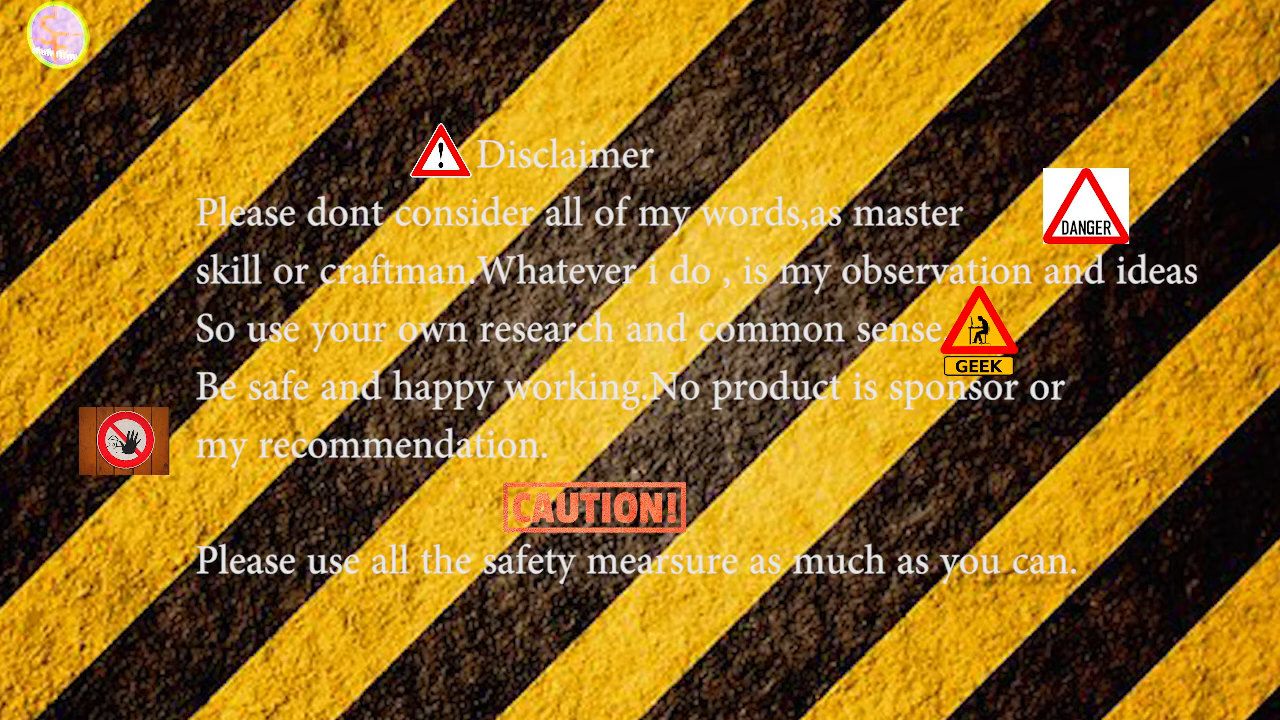 Disclaimer
Please dont consider all of my words,as master
DANGER
skill or craftman.Whatever i do , is my observation and ideas
So use your own research and common sense
GEEK
Be safe and happy working.No product is sponsor or
my recommendation.
CAUTION!
Please use all the safety mearsure as much as you can.